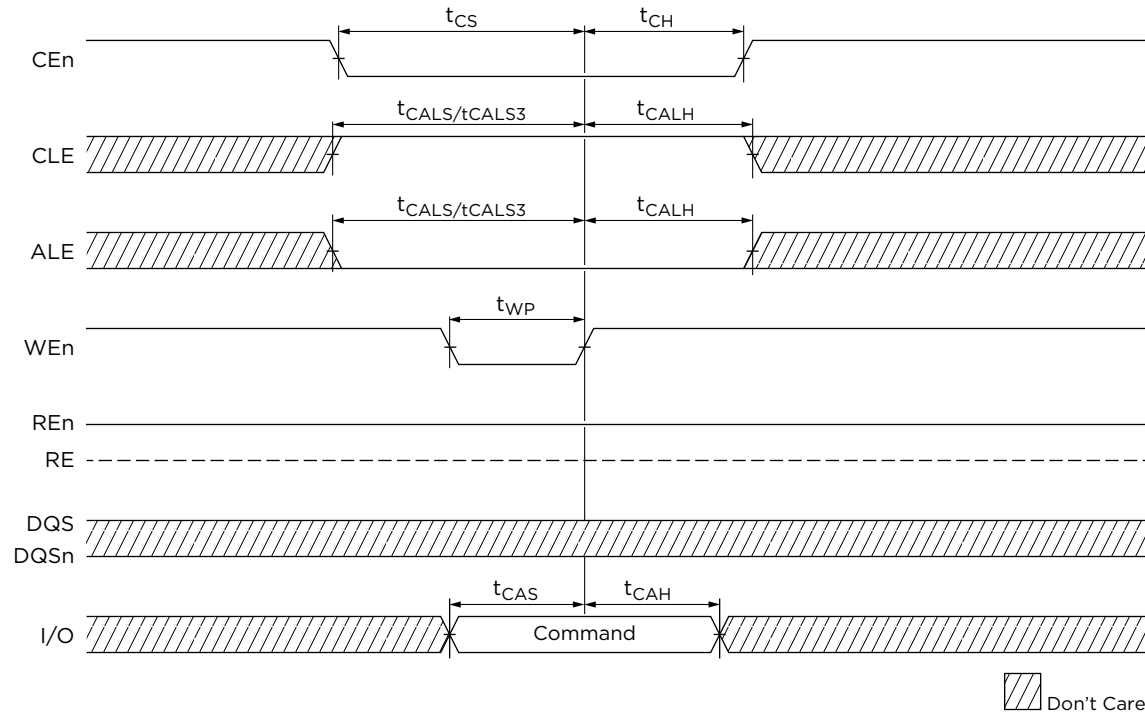 tCS tCH
CEn
tCALS/tCALS3 tCALH
CLE
tCALS/tCALS3 tCALH
ALE
tWP
WEn
REn
RE
DQS
DQSn
tCAS tCAH
I/O Command
Don't Care